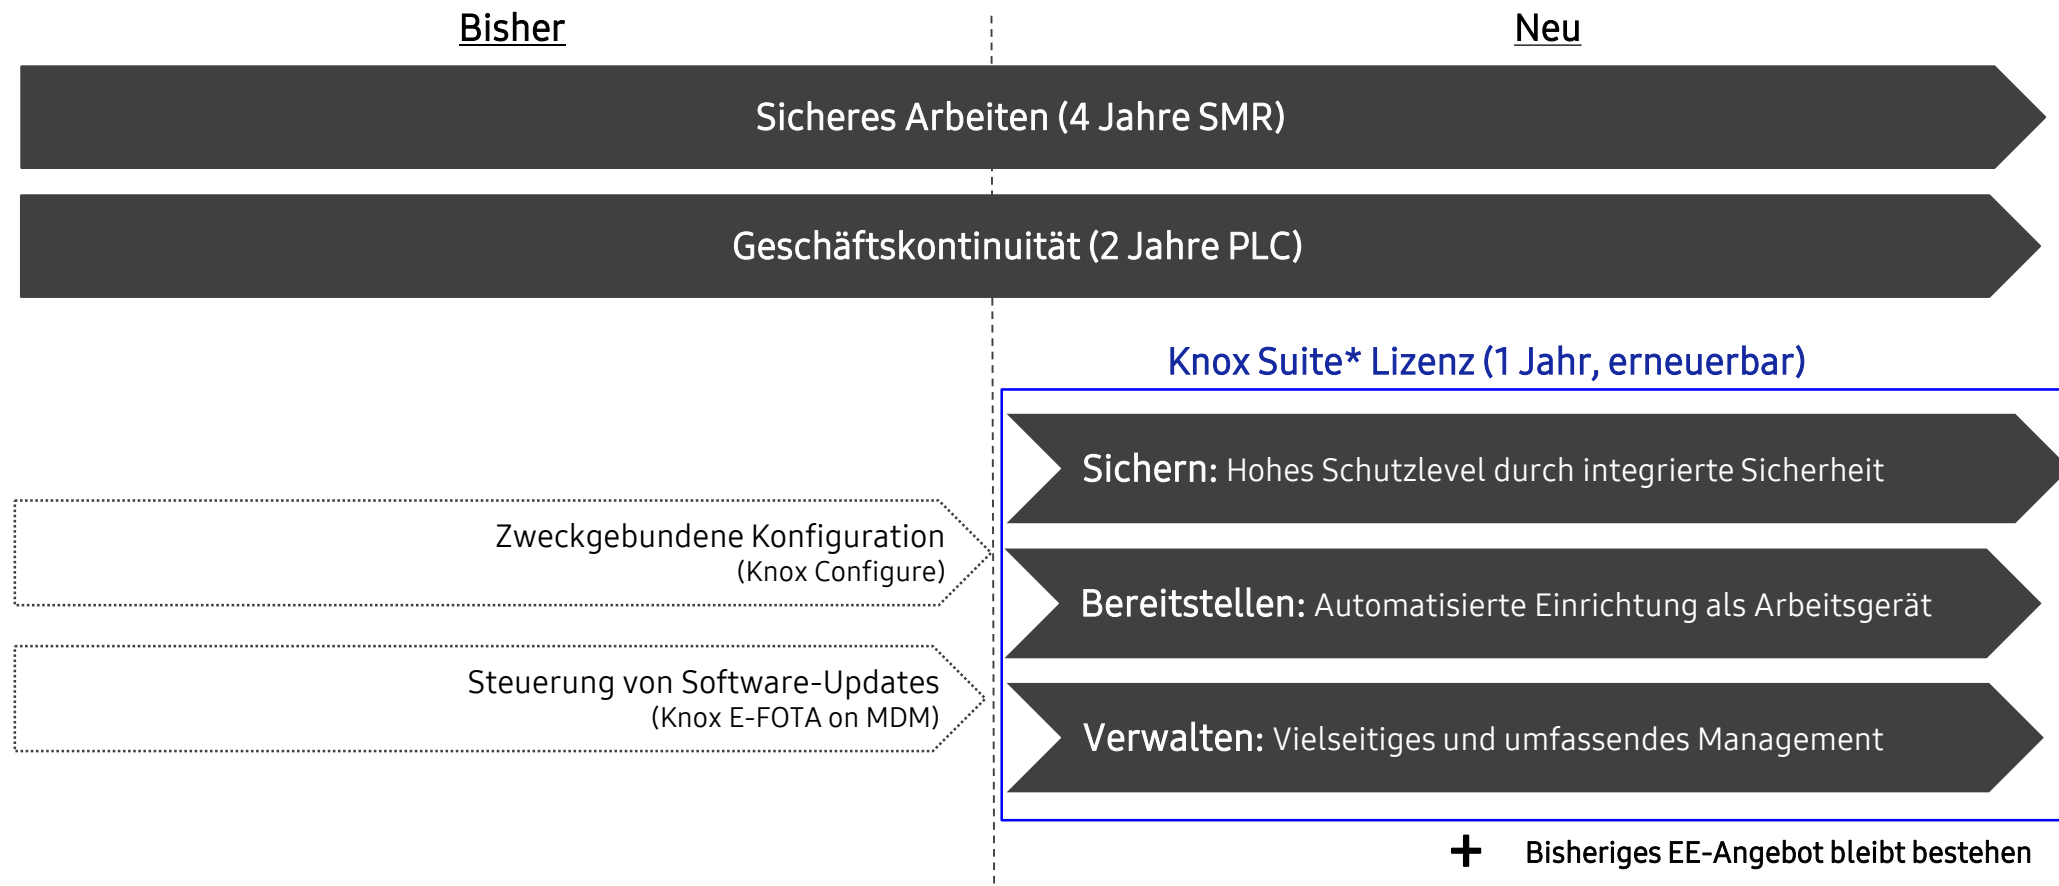 Bisher
Neu
Sicheres Arbeiten (4 Jahre SMR)
Geschäftskontinuität (2 Jahre PLC)
Knox Suite* Lizenz (1 Jahr, erneuerbar)
Sichern: Hohes Schutzlevel durch integrierte Sicherheit
Zweckgebundene Konfiguration
(Knox Configure)
Bereitstellen: Automatisierte Einrichtung als Arbeitsgerät
Steuerung von Software-Updates
(Knox E-FOTA on MDM)
Verwalten: Vielseitiges und umfassendes Management
+ Bisheriges EE-Angebot bleibt bestehen